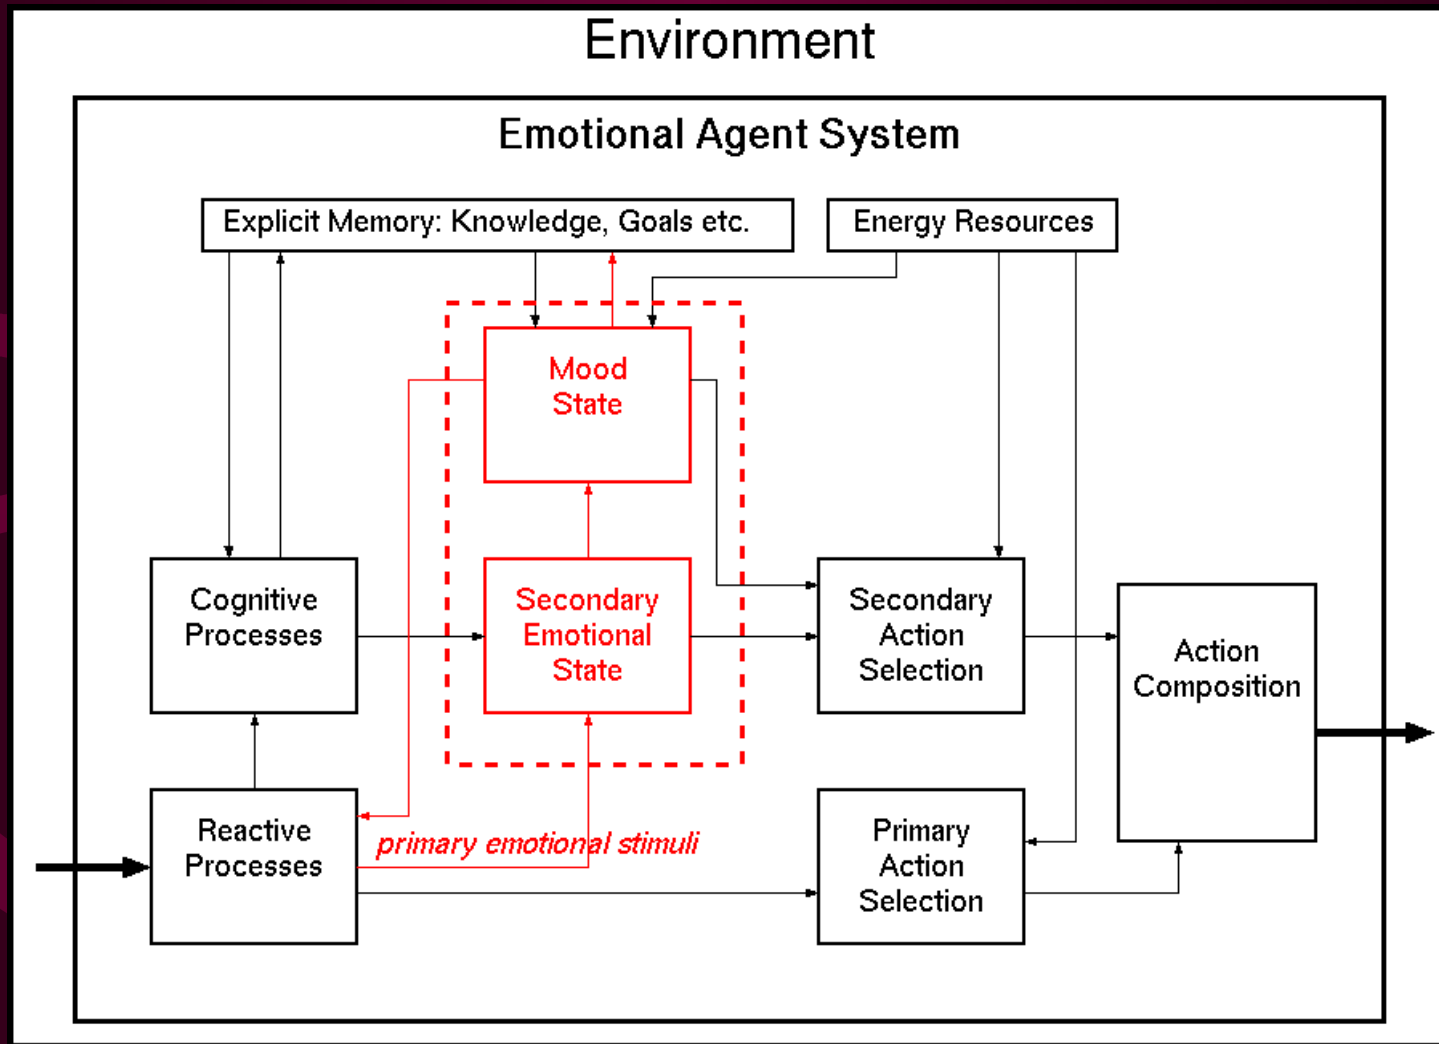 Environment
Emotional Agent System
Explicit Memory: Knowledge, Goals etc.
Energy Resources
Mood
State
Cognitive
Processes
Secondary
Emotional
State
Secondary
Action
Selection
Action
Composition
Reactive
Processes
primary emotional stimuli
Primary
Action
Selection